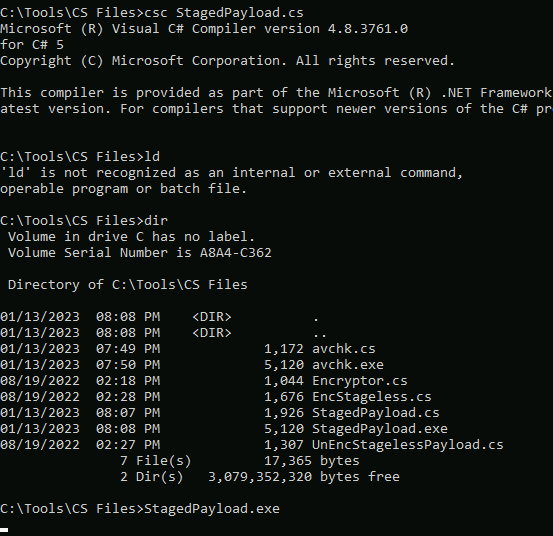 C:\Tools\CS Files>csc StagedPayload.cs
Microsoft (R) Visual C# Compiler version 4.8.3761.0
for C# 5
Copyright (C) Microsoft Corporation. All rights reserved.
This compiler is provided as part of the Microsoft (R) .NET Framework
atest version. For compilers that support newer versions of the C# pr
C:\Tools\CS Files>ld
'ld' is not recognized as an internal or external command,
operable program or batch file.
C:\Tools\CS Files>dir
 Volume in drive C has no label.
 Volume Serial Number is A8A4-C362
 Directory of C:\Tools\CS Files
01/13/2023  08:08 PM    <DIR>          .
01/13/2023  08:08 PM    <DIR>          ..
01/13/2023  07:49 PM             1,172 avchk.cs
01/13/2023  07:50 PM             5,120 avchk.exe
08/19/2022  02:18 PM             1,044 Encryptor.cs
08/19/2022  02:28 PM             1,676 EncStageless.cs
01/13/2023  08:07 PM             1,926 StagedPayload.cs
01/13/2023  08:08 PM             5,120 StagedPayload.exe
08/19/2022  02:27 PM             1,307 UnEncStagelessPayload.cs
               7 File(s)         17,365 bytes
               2 Dir(s)   3,079,352,320 bytes free
C:\Tools\CS Files>StagedPayload.exe